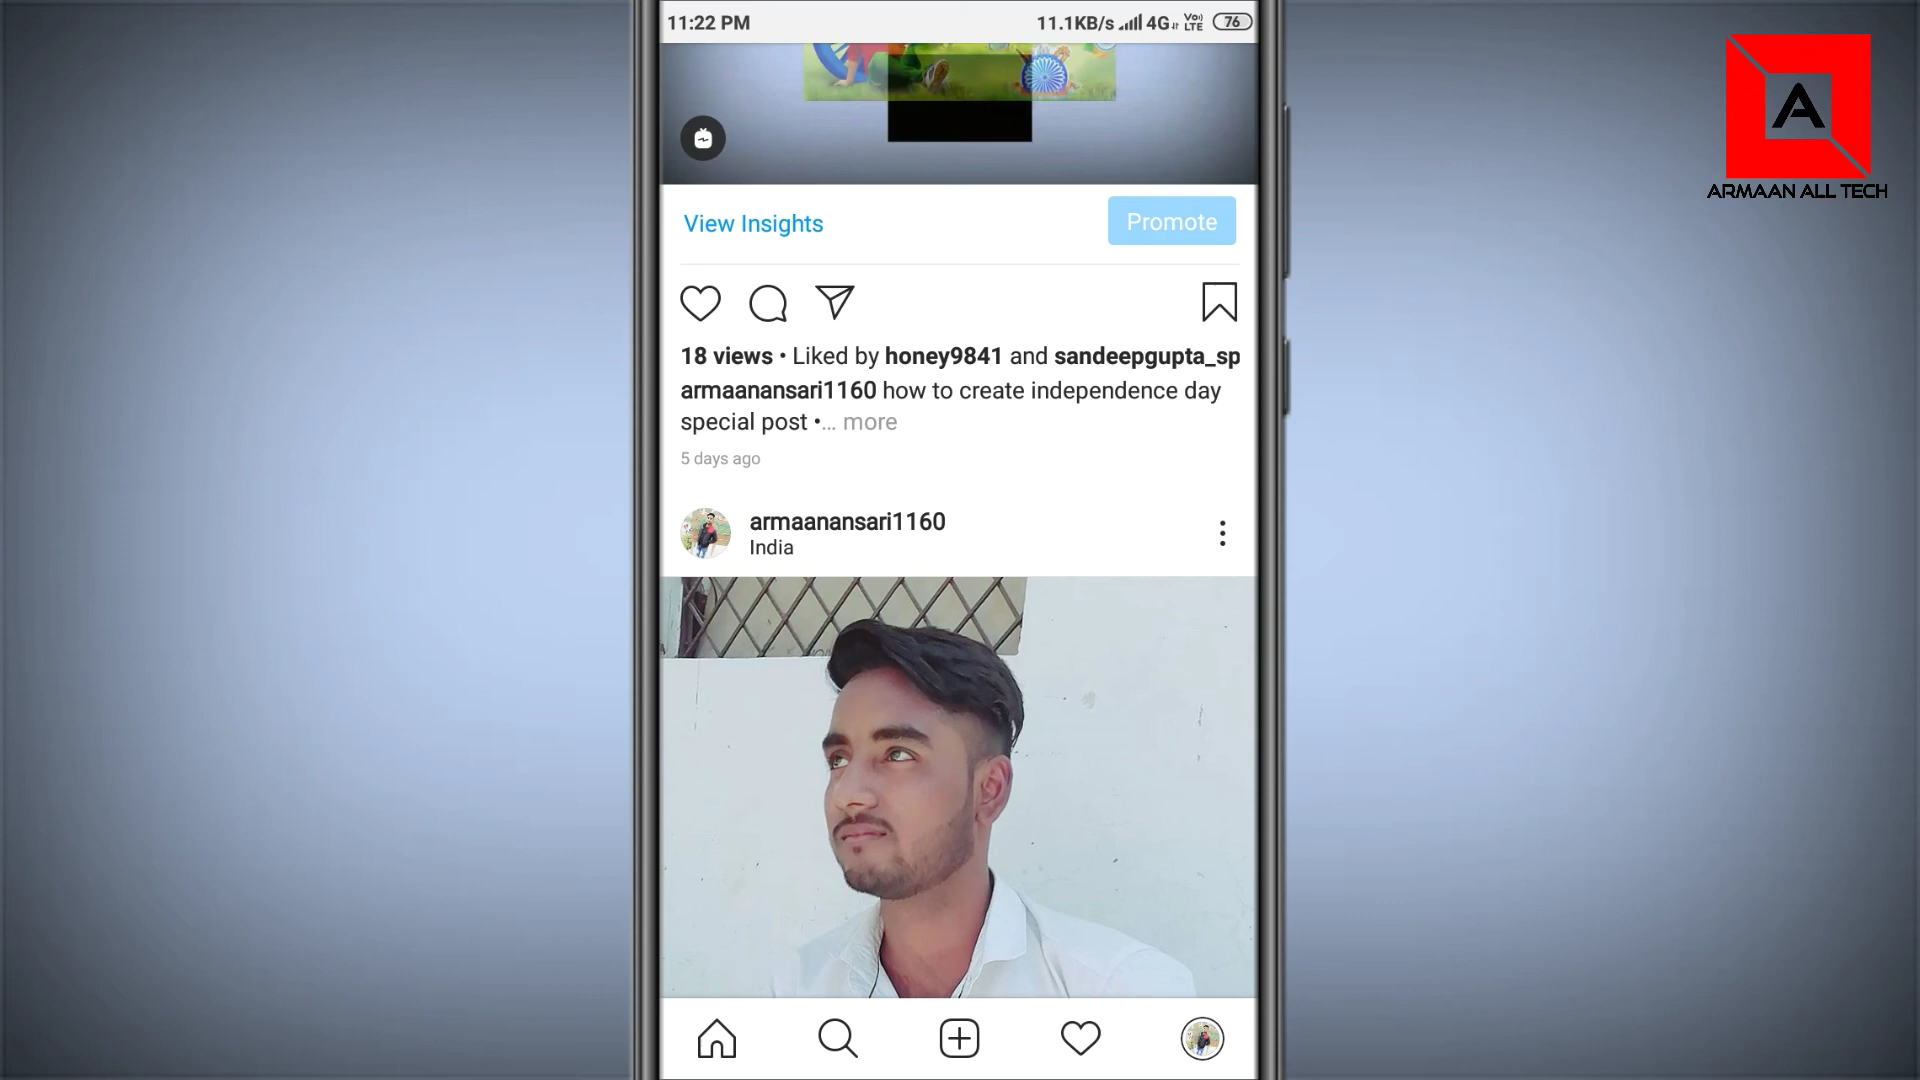 11:22 PM
11.1KB/s 4G Vo) LTE 76
A
ARMAAN ALL TECH
View Insights
Promote
18 views • Liked by honey9841 and sandeepgupta_sp
armaanansari1160 how to create independence day
special post •... more
5 days ago
armaanansari1160
India